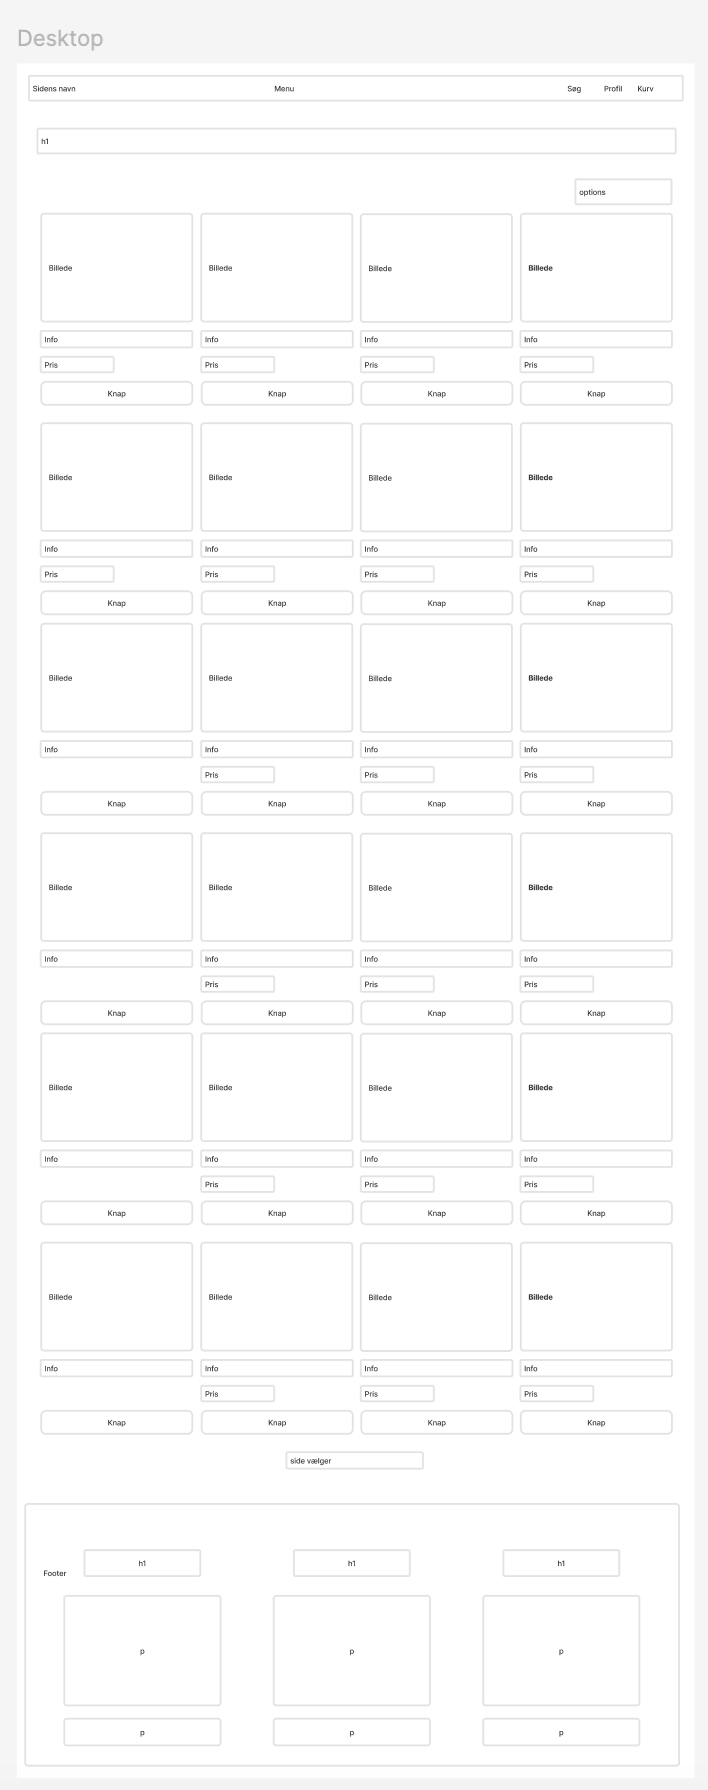 Desktop
Sidens navn Menu Søg Profil Kurv
h1
options
Billede Billede Billede Billede
Info Info Info Info
Pris Pris Pris Pris
Knap Knap Knap Knap
Billede Billede Billede Billede
Info Info Info Info
Pris Pris Pris Pris
Knap Knap Knap Knap
Billede Billede Billede Billede
Info Info Info Info
Pris Pris Pris
Knap Knap Knap Knap
Billede Billede Billede Billede
Info Info Info Info
Pris Pris Pris
Knap Knap Knap Knap
Billede Billede Billede Billede
Info Info Info Info
Pris Pris Pris
Knap Knap Knap Knap
Billede Billede Billede Billede
Info Info Info Info
Pris Pris Pris
Knap Knap Knap Knap
side vælger
h1 h1 h1
Footer
p p p
p p p